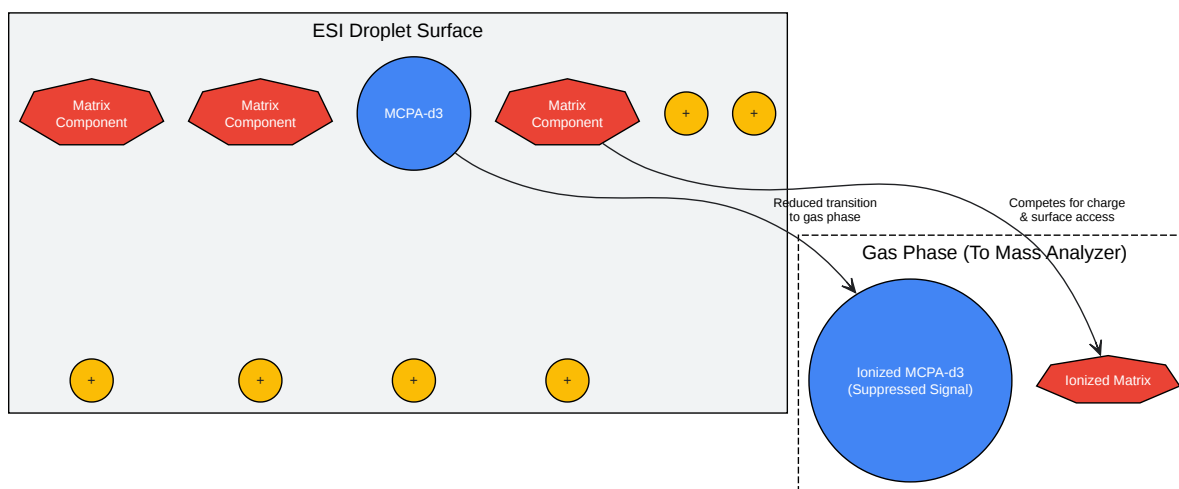 ESI Droplet Surface
Matrix
Component
Matrix
Component
MCPA-d3
Matrix
Component
+
+
Reduced transition
to gas phase
Competes for charge
& surface access
Gas Phase (To Mass Analyzer)
+
+
+
+
Ionized MCPA-d3
(Suppressed Signal)
Ionized Matrix